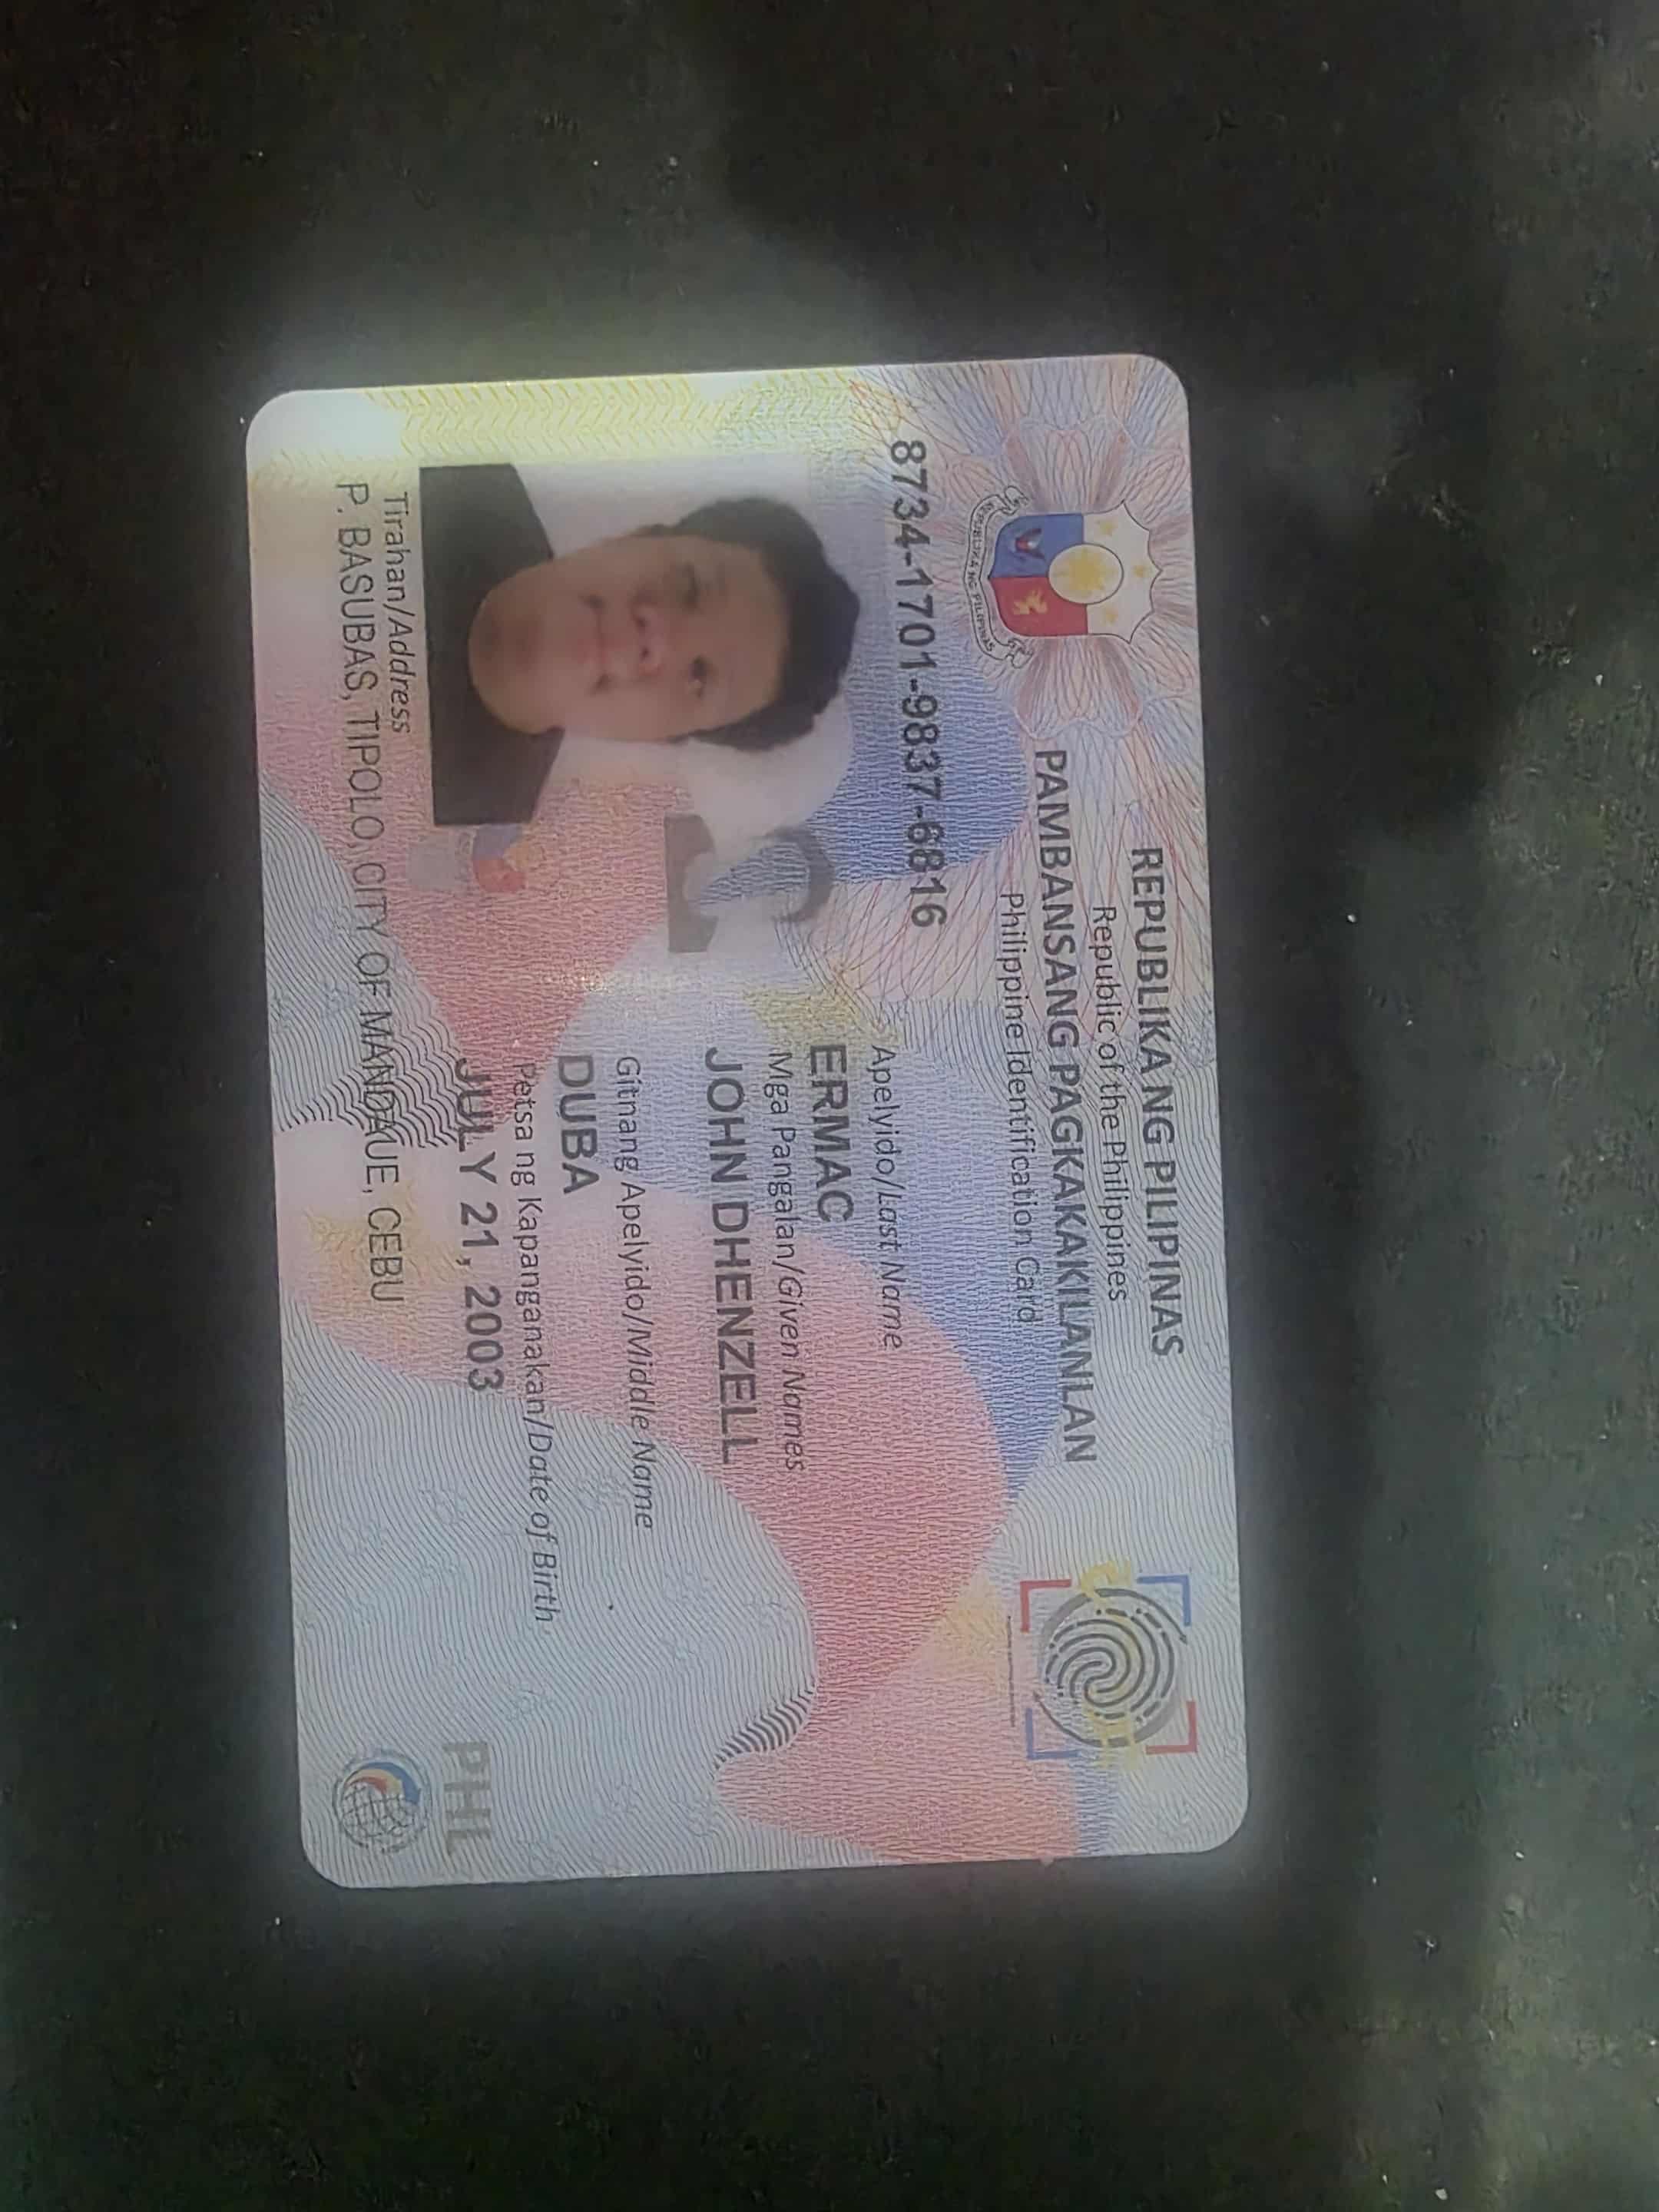 REPUBLIKA NG PILIPINAS
Republic of the Philippines
PAMBANSANG PAGKAKAKILANLAN
Philippine Identification Card
REPUBLIKA NG PILIPINAS
8734-1701-9837-6816
Apelyido/Last Name
ERMAC
Mga Pangalan/Given Names
JOHN DHENZELL
Gitnang Apelyido/Middle Name
DUBA
Petsa ng Kapanganakan/Date of Birth
JULY 21, 2003
Tirahan/Address
P. BASUBAS, TIPOLO, CITY OF MANDAUE, CEBU
PHL